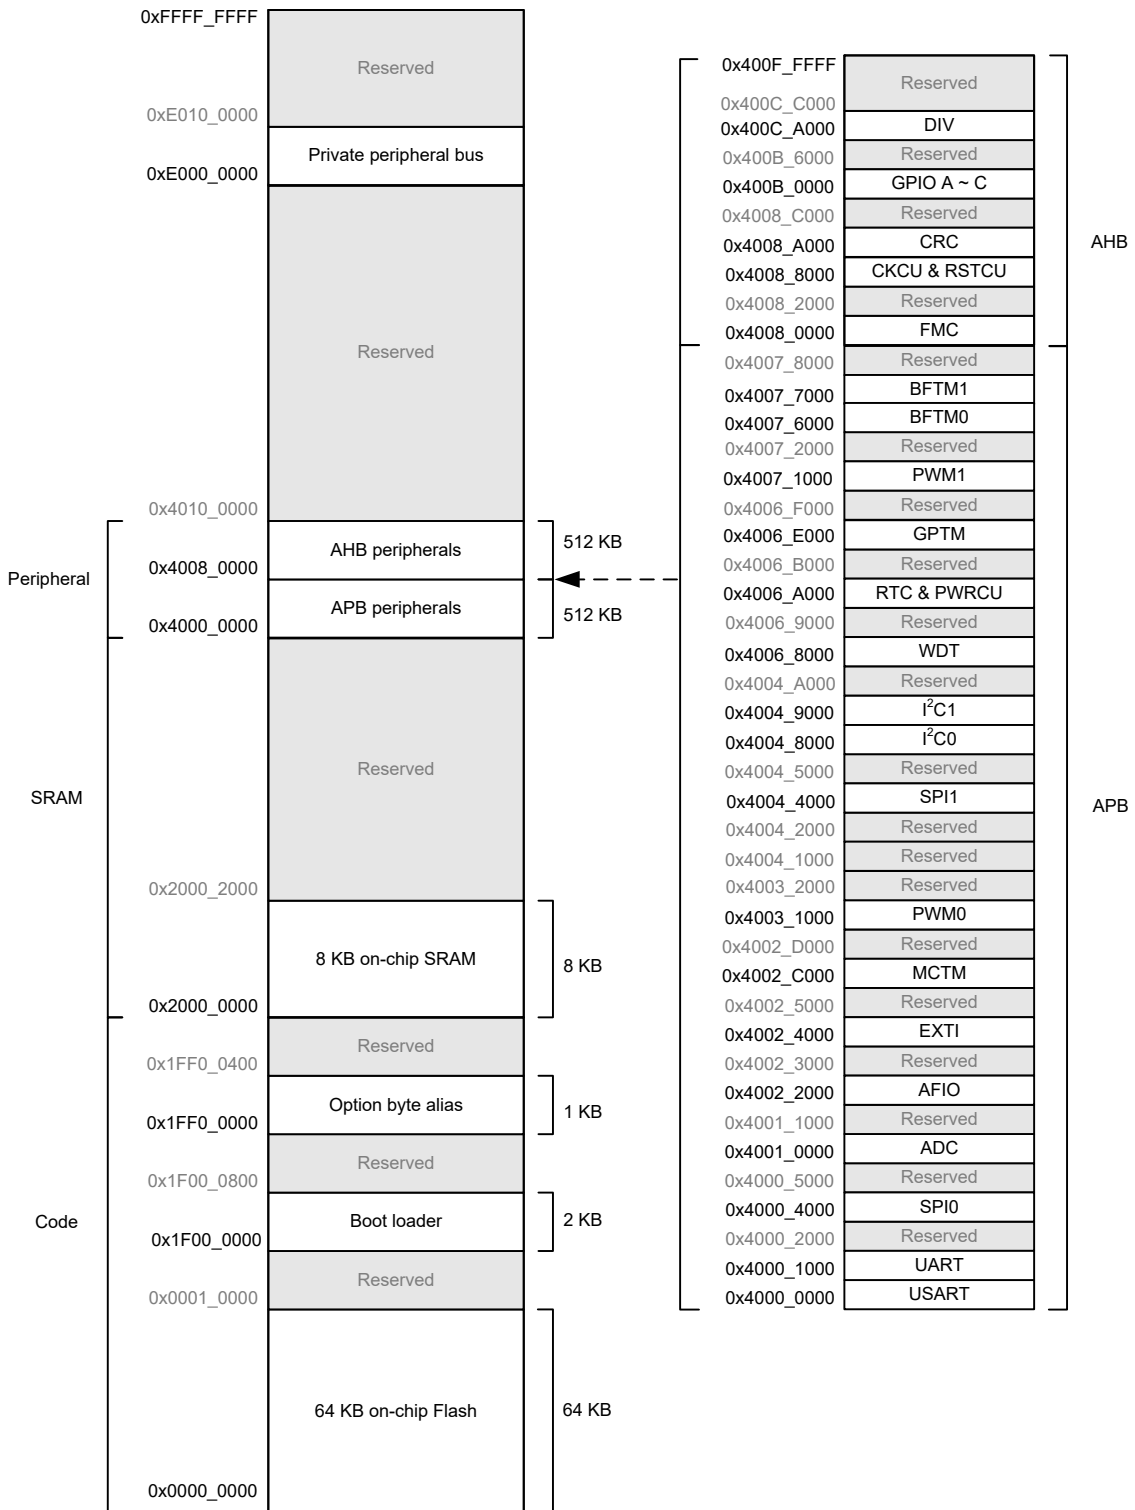 0xFFFF_FFFF
Reserved
0xE010_0000
Private peripheral bus
0xE000_0000
Reserved
0x4010_0000
Peripheral
AHB peripherals
512 KB
0x4008_0000
APB peripherals
512 KB
0x4000_0000
SRAM
Reserved
0x2000_2000
8 KB on-chip SRAM
8 KB
0x2000_0000
Code
Reserved
0x1FF0_0400
Option byte alias
1 KB
0x1FF0_0000
Reserved
0x1F00_0800
Boot loader
2 KB
0x1F00_0000
Reserved
0x0001_0000
64 KB on-chip Flash
64 KB
0x0000_0000
0x400F_FFFF
Reserved
0x400C_C000
0x400C_A000 DIV
0x400B_6000 Reserved
0x400B_0000 GPIO A ~ C
0x4008_C000 Reserved
0x4008_A000 CRC
AHB
0x4008_8000 CKCU & RSTCU
0x4008_2000 Reserved
0x4008_0000 FMC
0x4007_8000 Reserved
0x4007_7000 BFTM1
0x4007_6000 BFTM0
0x4007_2000 Reserved
0x4007_1000 PWM1
0x4006_F000 Reserved
0x4006_E000 GPTM
0x4006_B000 Reserved
0x4006_A000 RTC & PWRCU
0x4006_9000 Reserved
0x4006_8000 WDT
0x4004_A000 Reserved
0x4004_9000 I²C1
0x4004_8000 I²C0
0x4004_5000 Reserved
0x4004_4000 SPI1
APB
0x4004_2000 Reserved
0x4004_1000 Reserved
0x4003_2000 Reserved
0x4003_1000 PWM0
0x4002_D000 Reserved
0x4002_C000 MCTM
0x4002_5000 Reserved
0x4002_4000 EXTI
0x4002_3000 Reserved
0x4002_2000 AFIO
0x4001_1000 Reserved
0x4001_0000 ADC
0x4000_5000 Reserved
0x4000_4000 SPI0
0x4000_2000 Reserved
0x4000_1000 UART
0x4000_0000 USART